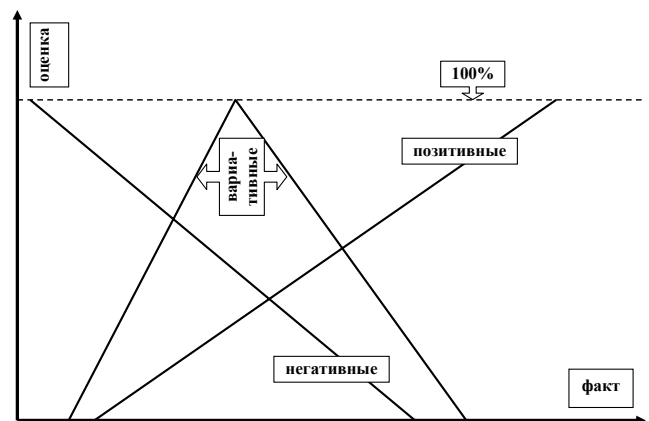 оценка
100%
позитивные
вариа-
тивные
негативные
факт